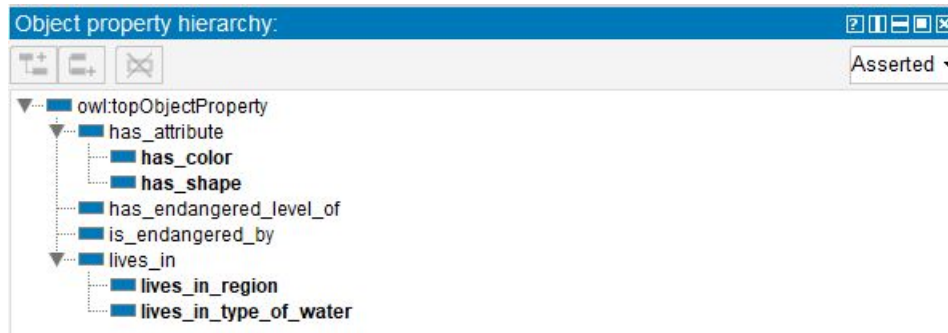 Object property hierarchy:
Asserted
owl:topObjectProperty
has_attribute
has_color
has_shape
has_endangered_level_of
is_endangered_by
lives_in
lives_in_region
lives_in_type_of_water